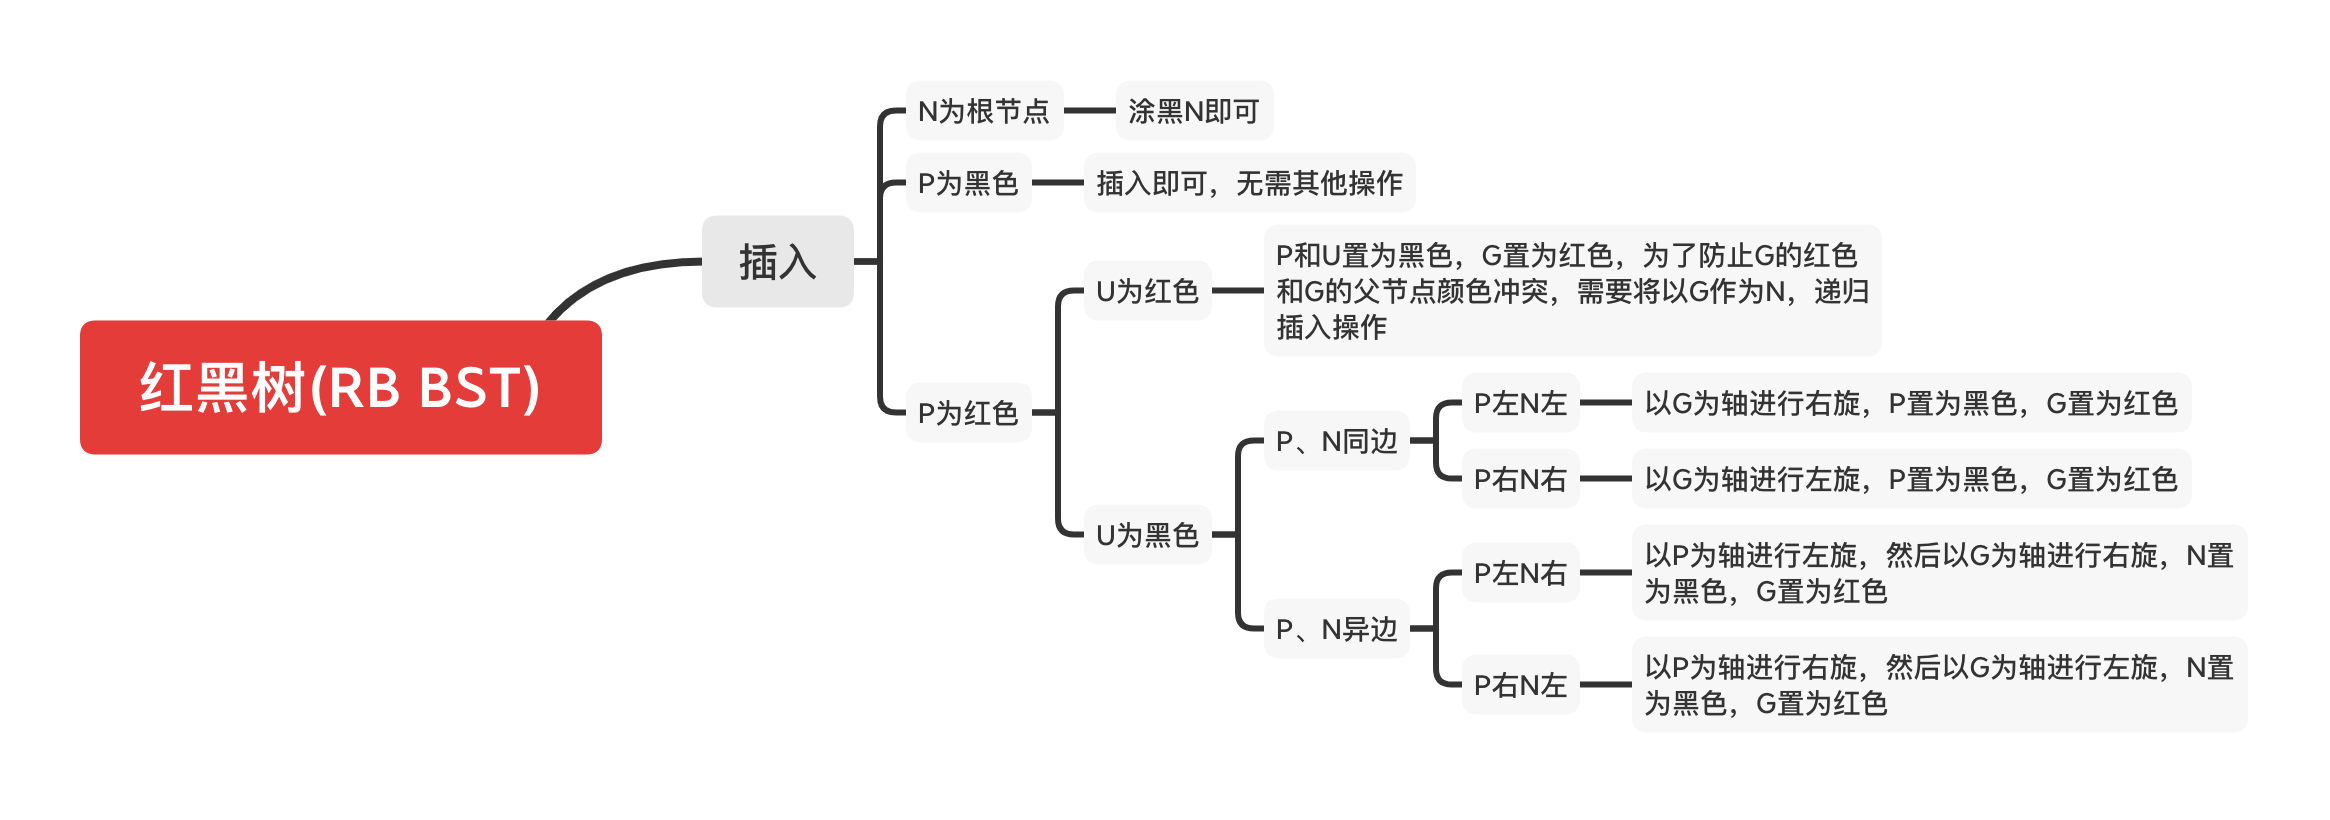 红黑树(RB BST)
插入
N为根节点
涂黑N即可
P为黑色
插入即可，无需其他操作
P为红色
U为红色
P和U置为黑色，G置为红色，为了防止G的红色
和G的父节点颜色冲突，需要将以G作为N，递归
插入操作
U为黑色
P、N同边
P左N左
以G为轴进行右旋，P置为黑色，G置为红色
P右N右
以G为轴进行左旋，P置为黑色，G置为红色
P、N异边
P左N右
以P为轴进行左旋，然后以G为轴进行右旋，N置
为黑色，G置为红色
P右N左
以P为轴进行右旋，然后以G为轴进行左旋，N置
为黑色，G置为红色